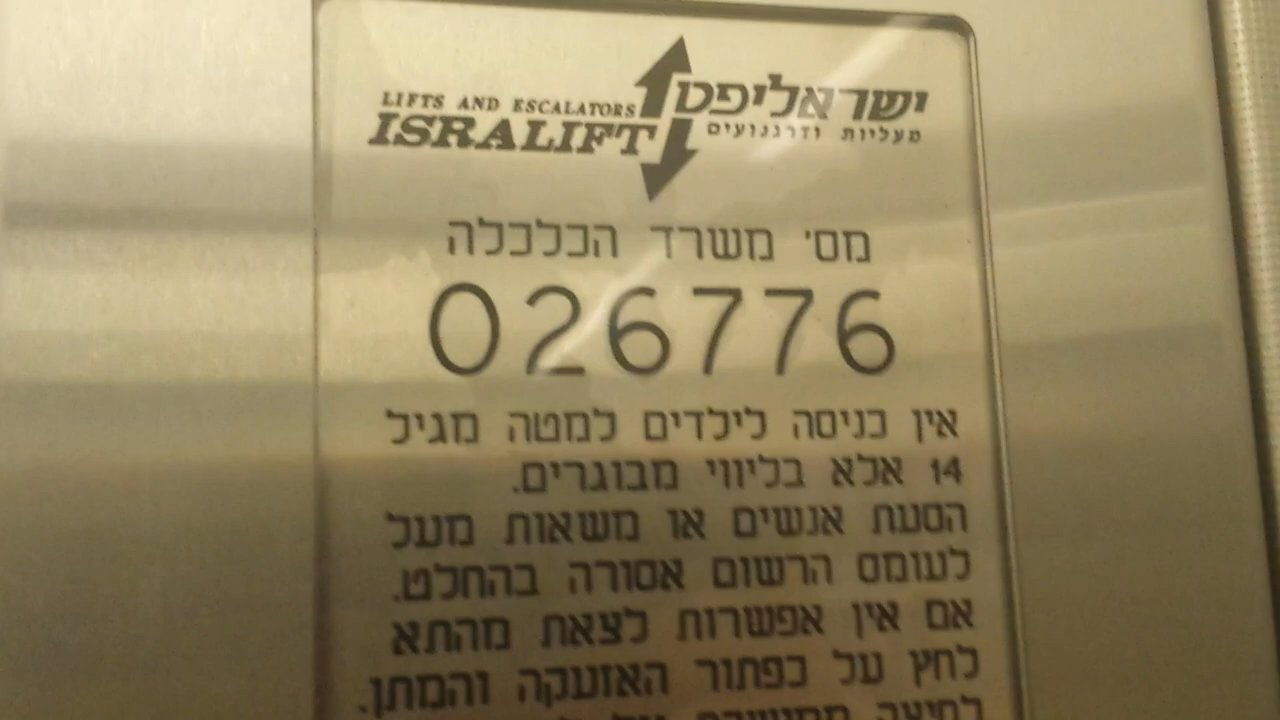 ישראליפט
LIFTS AND ESCALATORS
מעליות ודרגנועים
ISRALIFT
מס' משרד הכלכלה
026776
אין כניסה לילדים למטה מגיל
14 אלא בליווי מבוגרים.
הסעת אנשים או משאות מעל
לעומס הרשום אסורה בהחלט.
אם אין אפשרות לצאת מהתא
לחץ על כפתור האזעקה והמתן.